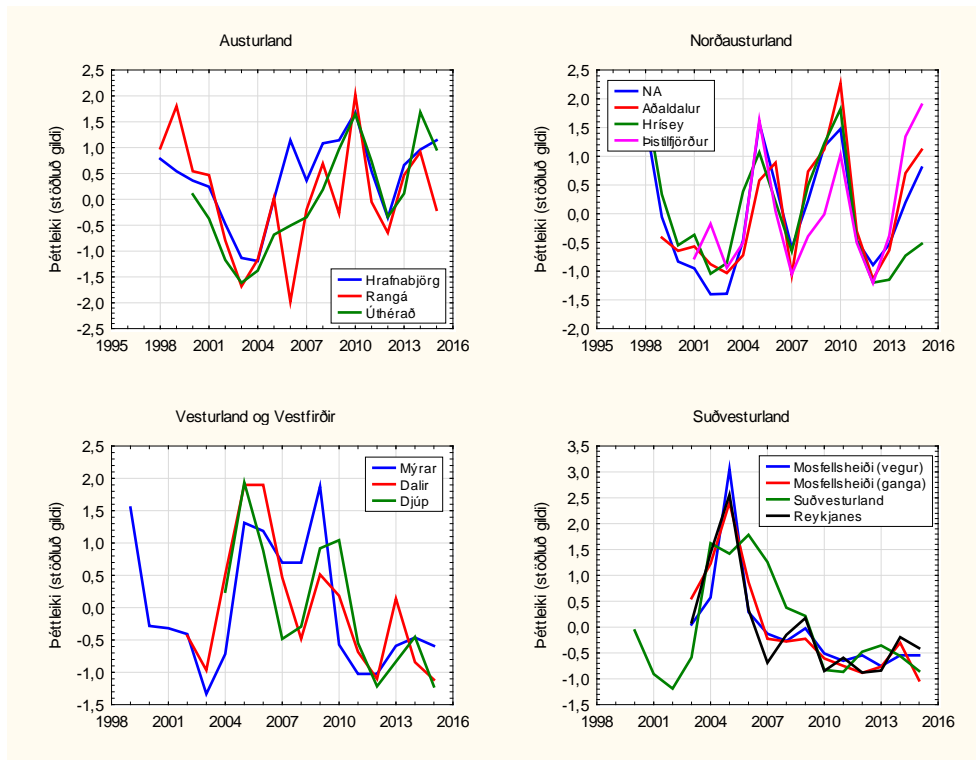 Austurland
Þéttleiki (stöðluð gildi)
2,5
2,0
1,5
1,0
0,5
0,0
-0,5
-1,0
-1,5
-2,0
-2,5
1995 1998 2001 2004 2007 2010 2013 2016
Hrafnabjörg
Rangá
Úthérað
Norðausturland
Þéttleiki (stöðluð gildi)
2,5
2,0
1,5
1,0
0,5
0,0
-0,5
-1,0
-1,5
-2,0
1995 1998 2001 2004 2007 2010 2013 2016
NA
Aðaldalur
Hrísey
Þistilfjörður
Vesturland og Vestfirðir
Þéttleiki (stöðluð gildi)
2,5
2,0
1,5
1,0
0,5
0,0
-0,5
-1,0
-1,5
1998 2001 2004 2007 2010 2013 2016
Mýrar
Dalir
Djúp
Suðvesturland
Þéttleiki (stöðluð gildi)
3,5
3,0
2,5
2,0
1,5
1,0
0,5
0,0
-0,5
-1,0
-1,5
1998 2001 2004 2007 2010 2013 2016
Mosfellsheiði (vegur)
Mosfellsheiði (ganga)
Suðvesturland
Reykjanes